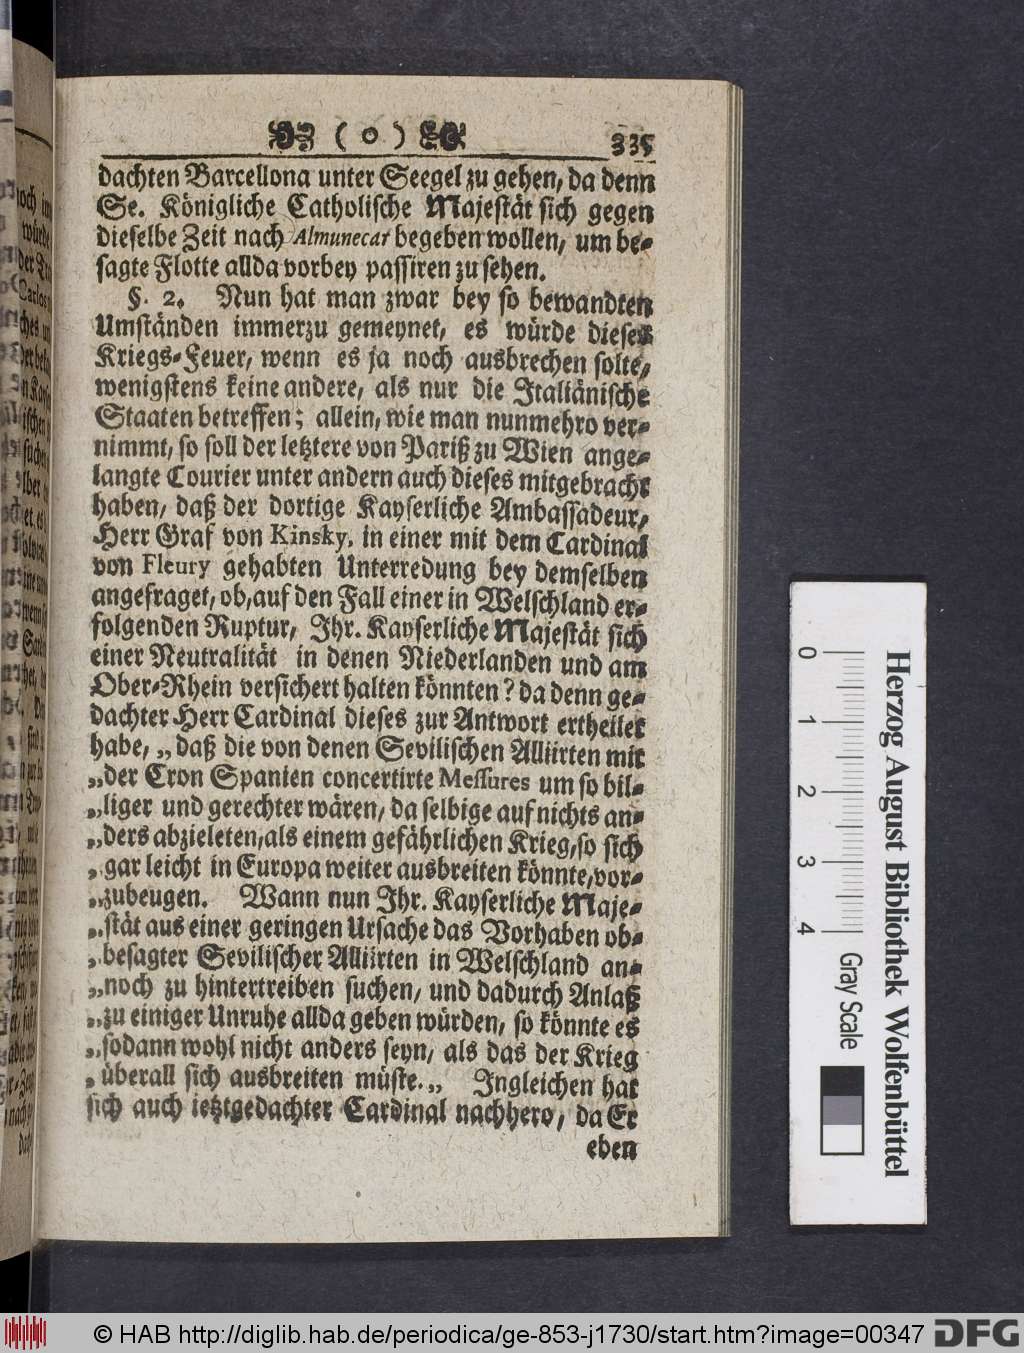 ( o ) 335
dachten Barcellona unter Seegel zu gehen, da denn
Se. Königliche Catholische Majestät sich gegen
dieselbe Zeit nach Almunecar begeben wollen, um be-
sagte Flotte allda vorbey passiren zu sehen.
§. 2. Nun hat man zwar bey so bewandten
Umständen immerzu gemeynet, es würde dieses
Kriegs-Feuer, wenn es ja noch ausbrechen solte,
wenigstens keine andere, als nur die Italiänische
Staaten betreffen; allein, wie man nunmehro ver-
nimmt, so soll der letztere von Pariß zu Wien ange-
langte Courier unter andern auch dieses mitgebracht
haben, daß der dortige Kayserliche Ambassadeur,
Herr Graf von Kinsky, in einer mit dem Cardinal
von Fleury gehabten Unterredung bey demselben
angefraget, ob, auf den Fall einer in Welschland er-
folgenden Ruptur, Ihr. Kayserliche Majestät sich
einer Neutralität in denen Niederlanden und am
Ober-Rhein versichert halten könnten? da denn ge-
dachter Herr Cardinal dieses zur Antwort ertheilet
habe, „daß die von denen Sevilischen Alliirten mit
„der Cron Spanien concertirte Messures um so bil-
„liger und gerechter wären, da selbige auf nichts an-
„ders abzieleten, als einem gefährlichen Krieg, so sich
„gar leicht in Europa weiter ausbreiten könnte, vor-
„zubeugen. Wann nun Ihr. Kayserliche Maje-
„stät aus einer geringen Ursache das Vorhaben ob-
„besagter Sevilischer Alliirten in Welschland an-
„noch zu hintertreiben suchen, und dadurch Anlaß
„zu einiger Unruhe allda geben würden, so könnte es
„sodann wohl nicht anders seyn, als das der Krieg
„überall sich ausbreiten müste.„ Ingleichen hat
sich auch ietztgedachter Cardinal nachhero, da Er
eben
0 1 2 3 4
Gray Scale
Herzog August Bibliothek Wolfenbüttel
© HAB http://diglib.hab.de/periodica/ge-853-j1730/start.htm?image=00347 DFG